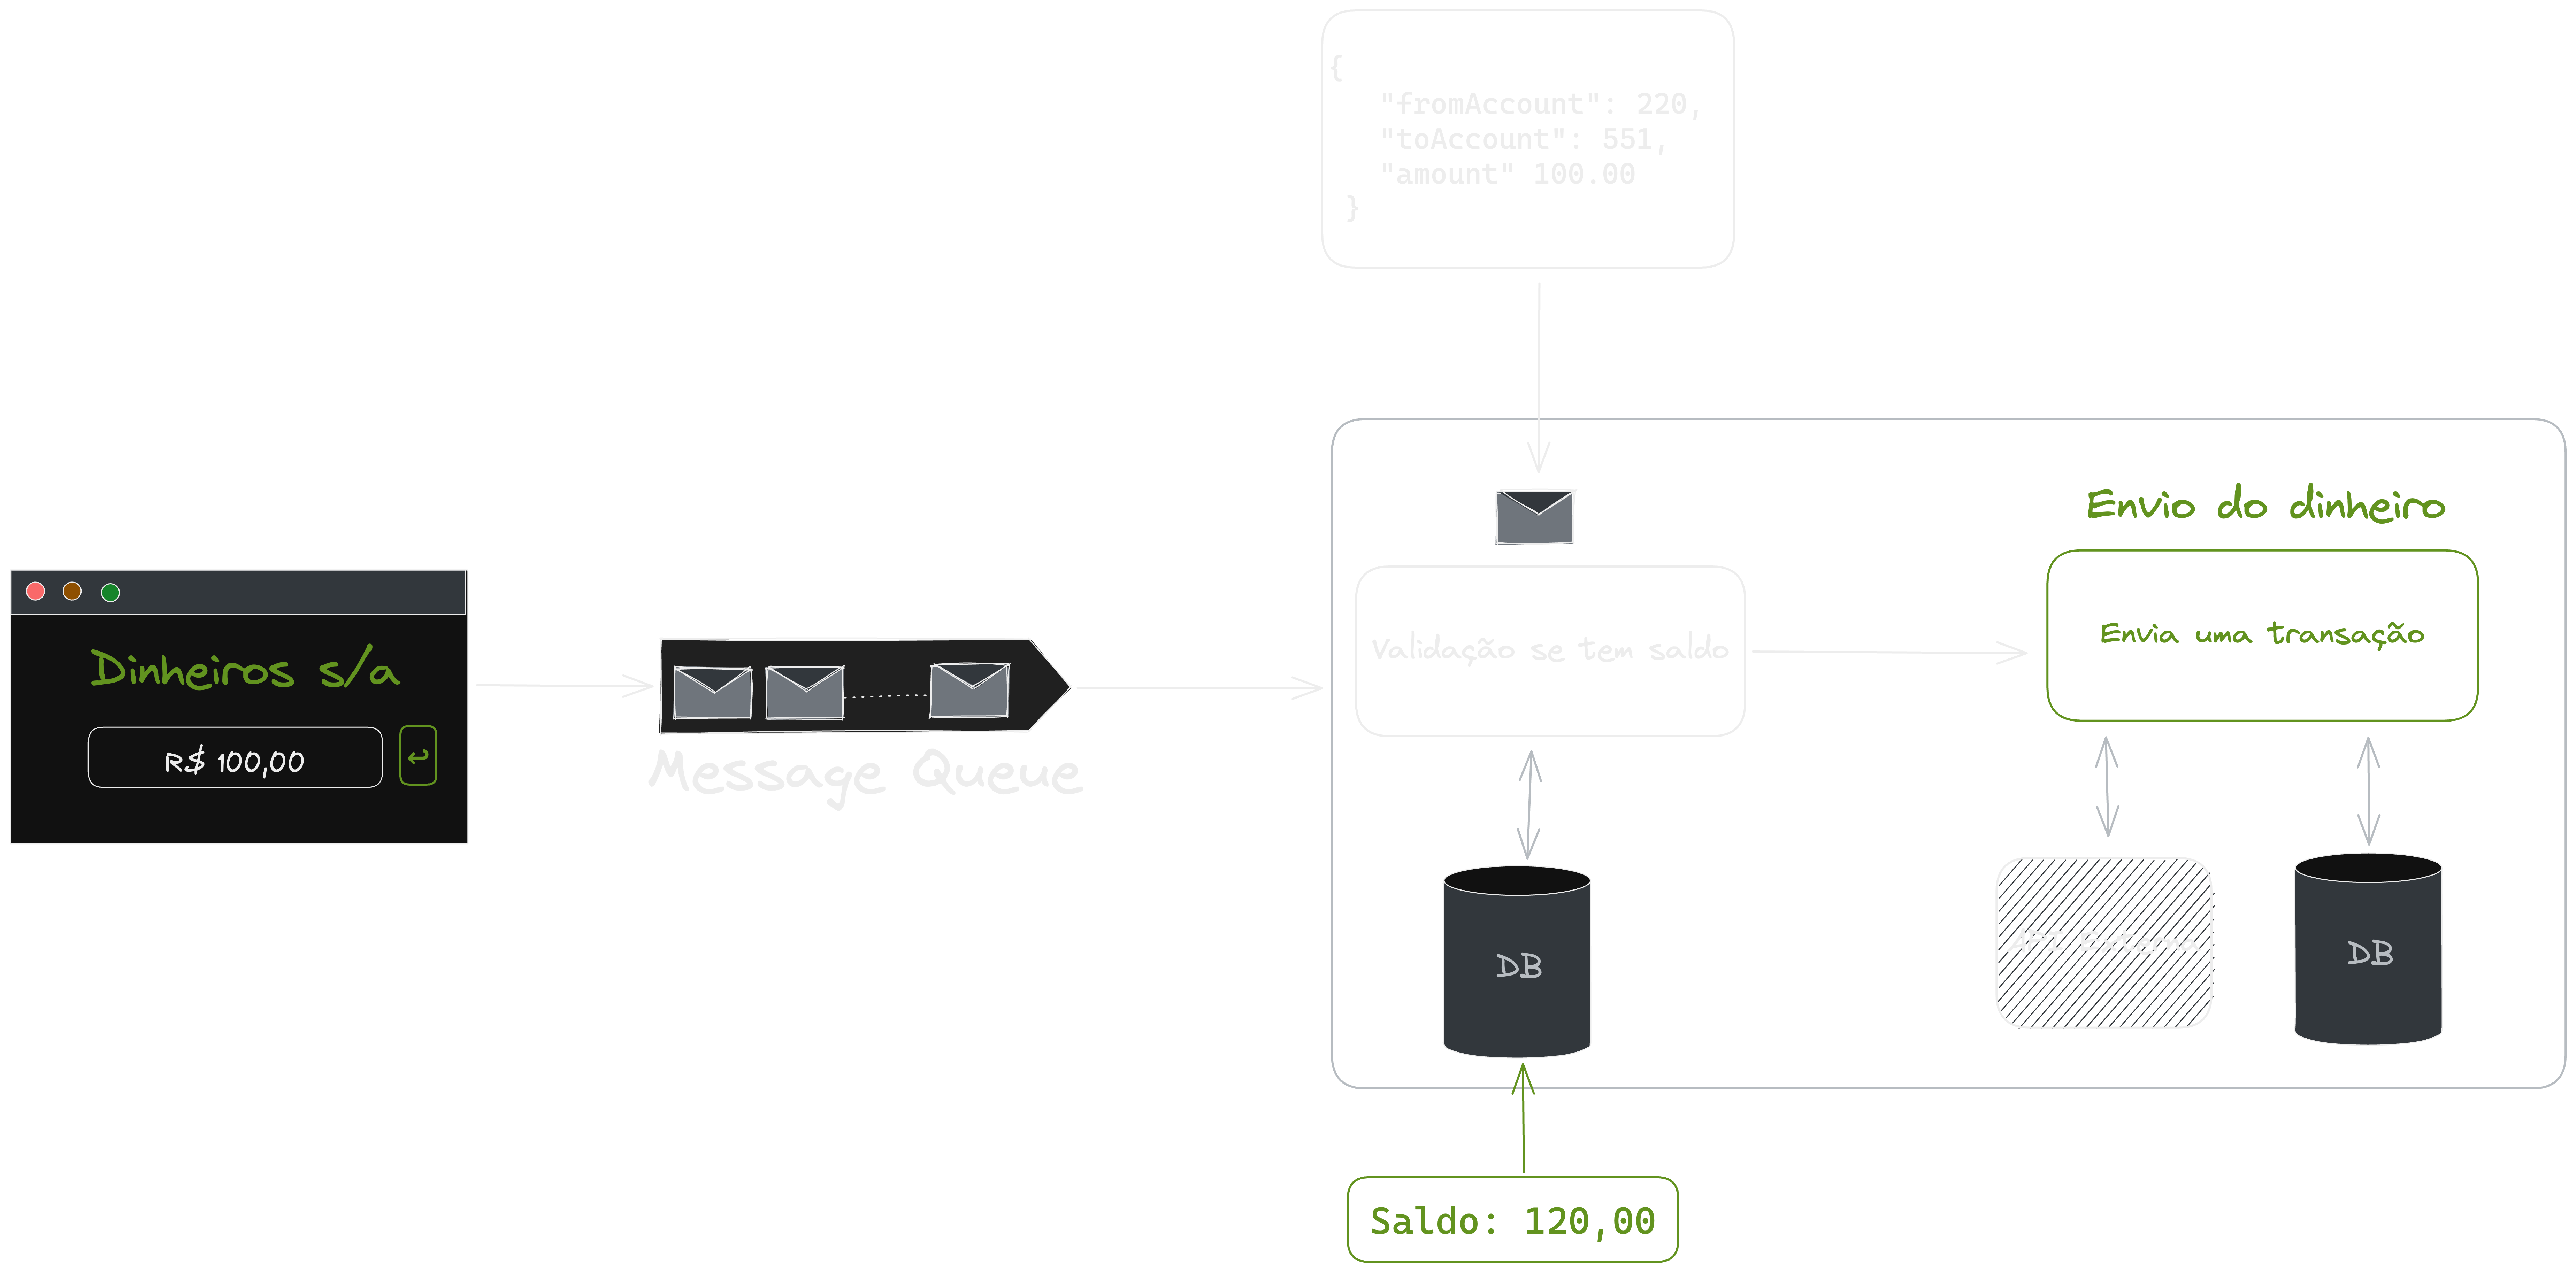 {
"fromAccount": 220,
"toAccount": 551,
"amount" 100.00
}
Dinheiros s/a
R$ 100,00
↩
Message Queue
Validação se tem saldo
DB
Envio do dinheiro
Envia uma transação
API
DB
Saldo: 120,00